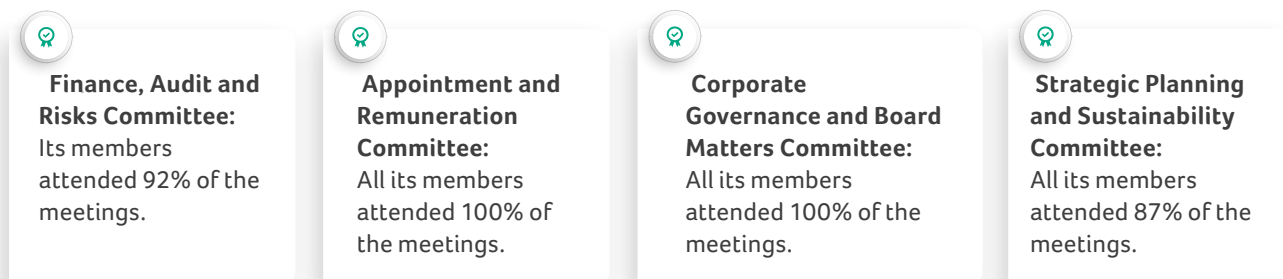 Finance, Audit and
Risks Committee:
Its members
attended 92% of the
meetings.
Appointment and
Remuneration
Committee:
All its members
attended 100% of
the meetings.
Corporate
Governance and Board
Matters Committee:
All its members
attended 100% of the
meetings.
Strategic Planning
and Sustainability
Committee:
All its members
attended 87% of the
meetings.